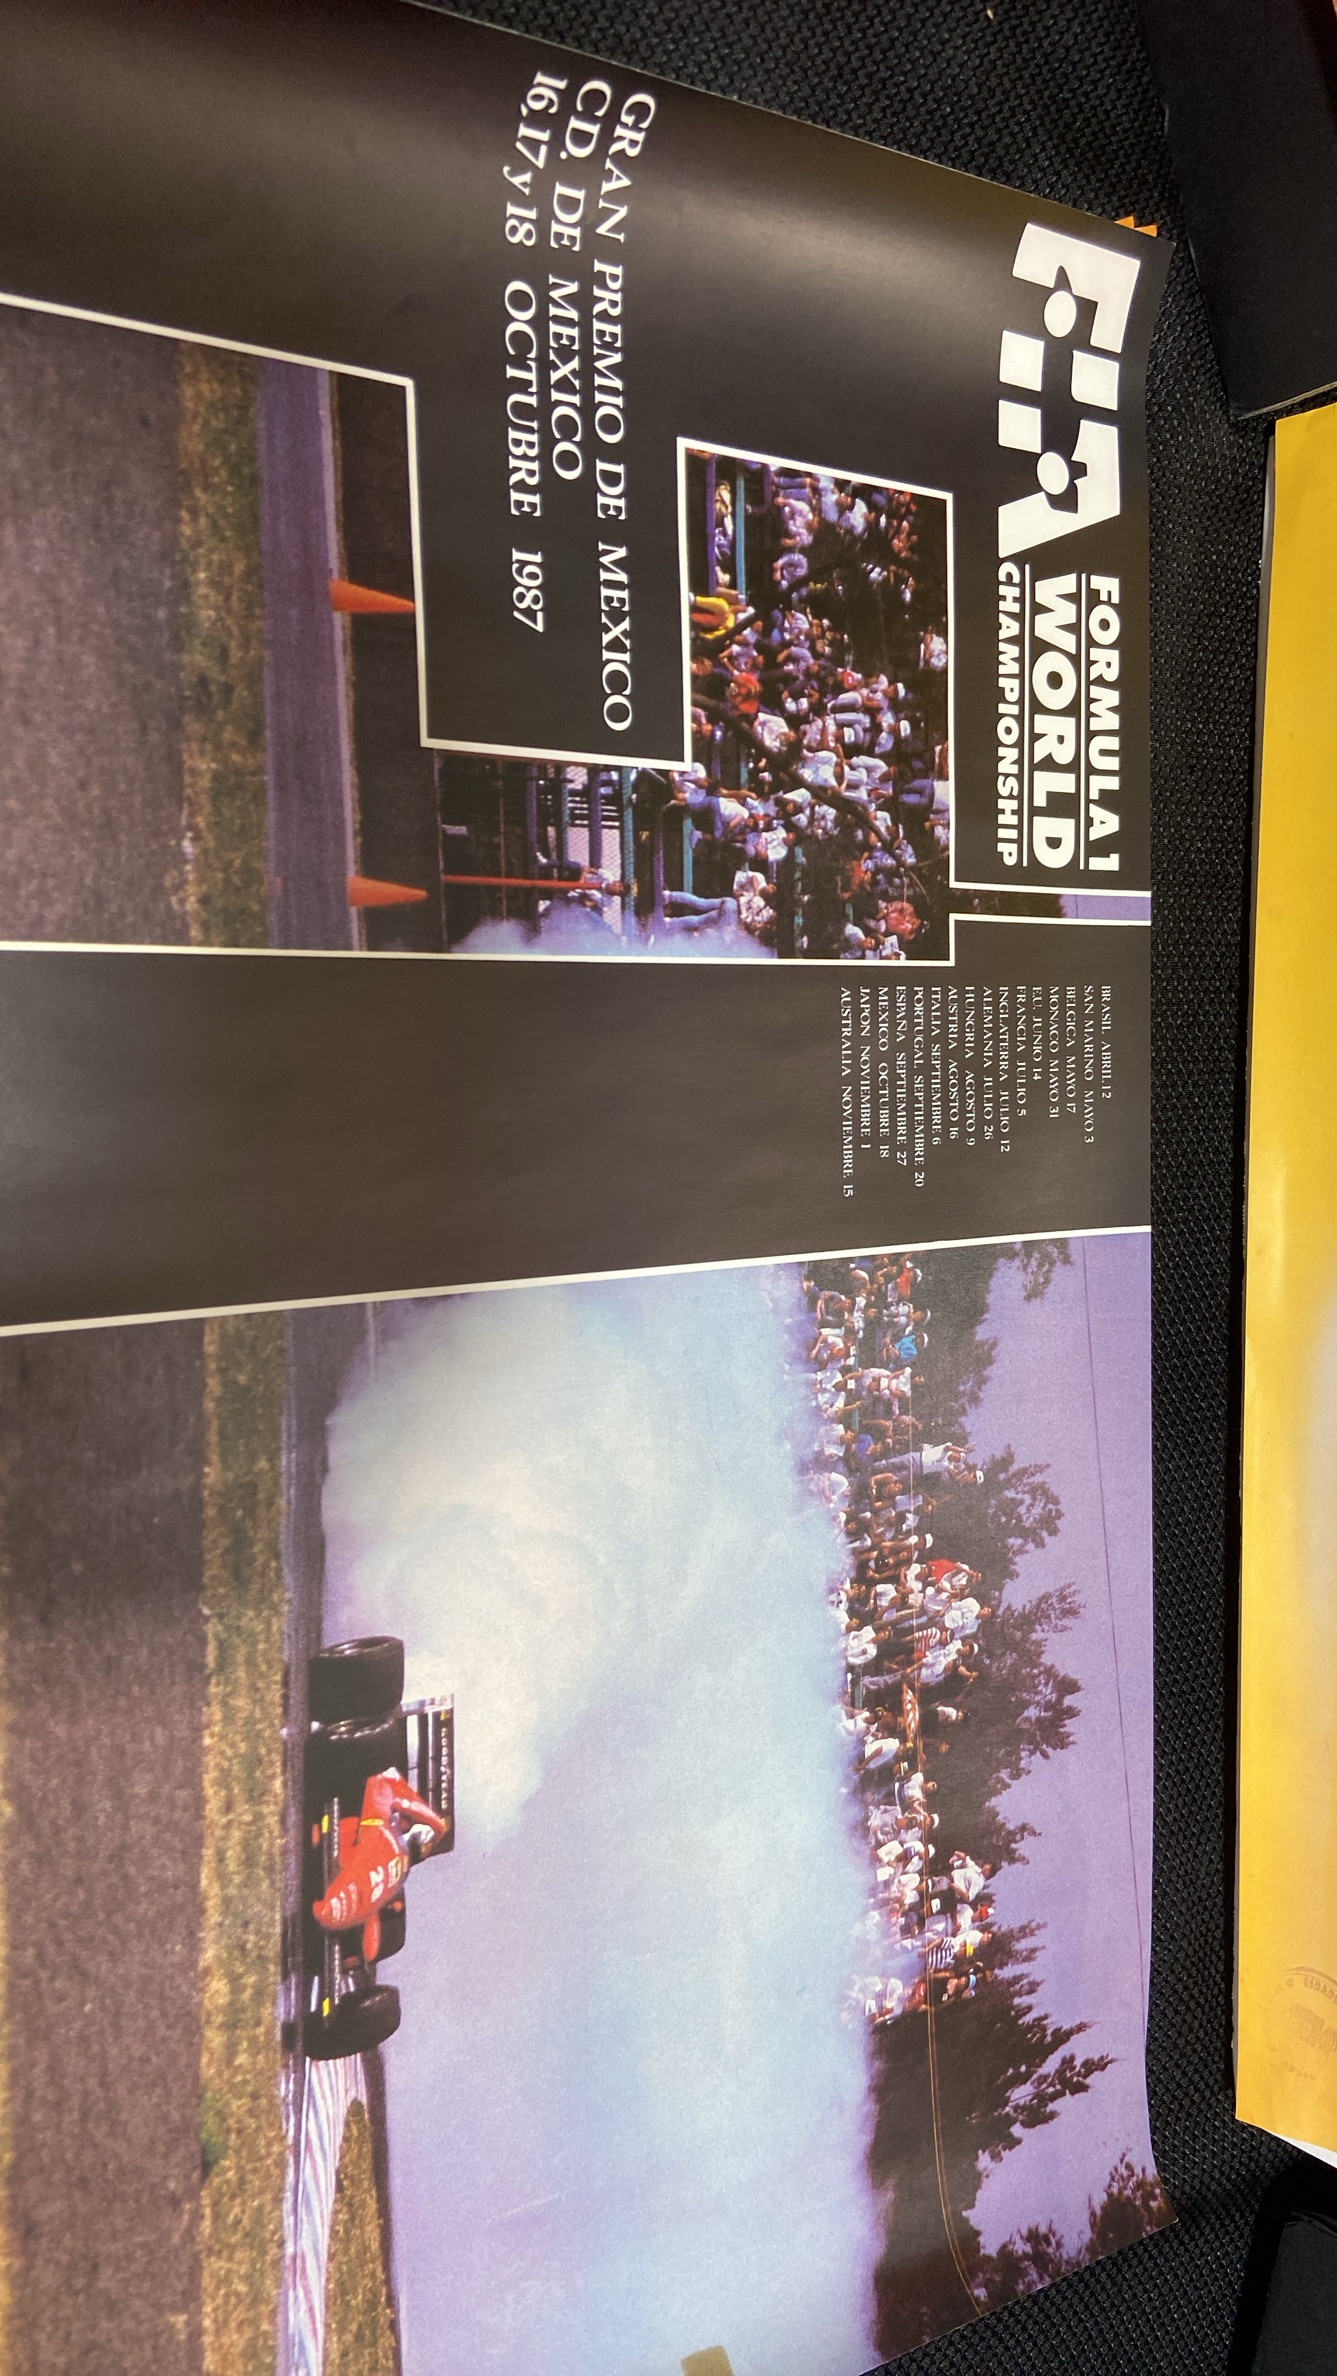 FIA
FORMULA 1
WORLD
CHAMPIONSHIP
GRAN PREMIO DE MEXICO
CD. DE MEXICO
16, 17 y 18 OCTUBRE 1987
BRASIL ABRIL 12
SAN MARINO MAYO 3
BELGICA MAYO 17
MONACO MAYO 31
E.U. JUNIO 14
FRANCIA JULIO 5
INGLATERRA JULIO 12
ALEMANIA JULIO 26
HUNGRIA AGOSTO 9
AUSTRIA AGOSTO 16
ITALIA SEPTIEMBRE 6
PORTUGAL SEPTIEMBRE 20
ESPAÑA SEPTIEMBRE 27
MEXICO OCTUBRE 18
JAPON NOVIEMBRE 1
AUSTRALIA NOVIEMBRE 15
GOODYEAR
28